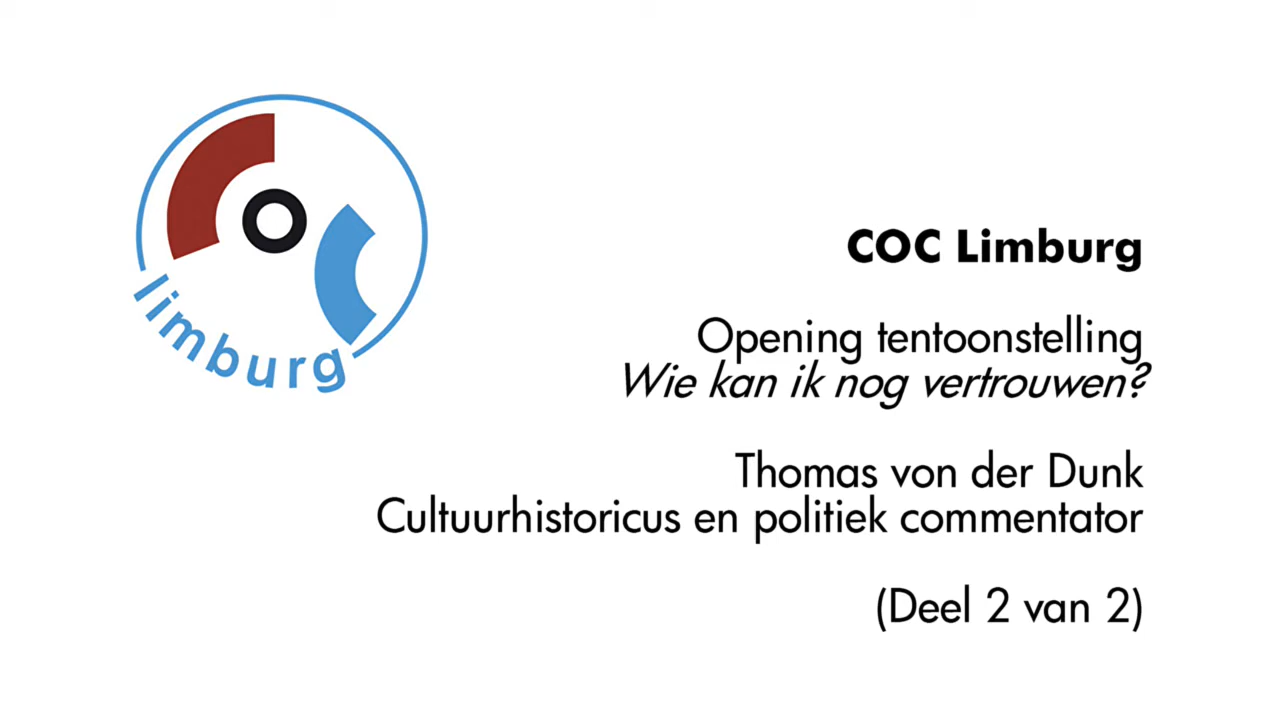 limburg
COC Limburg
Opening tentoonstelling
Wie kan ik nog vertrouwen?
Thomas von der Dunk
Cultuurhistoricus en politiek commentator
(Deel 2 van 2)